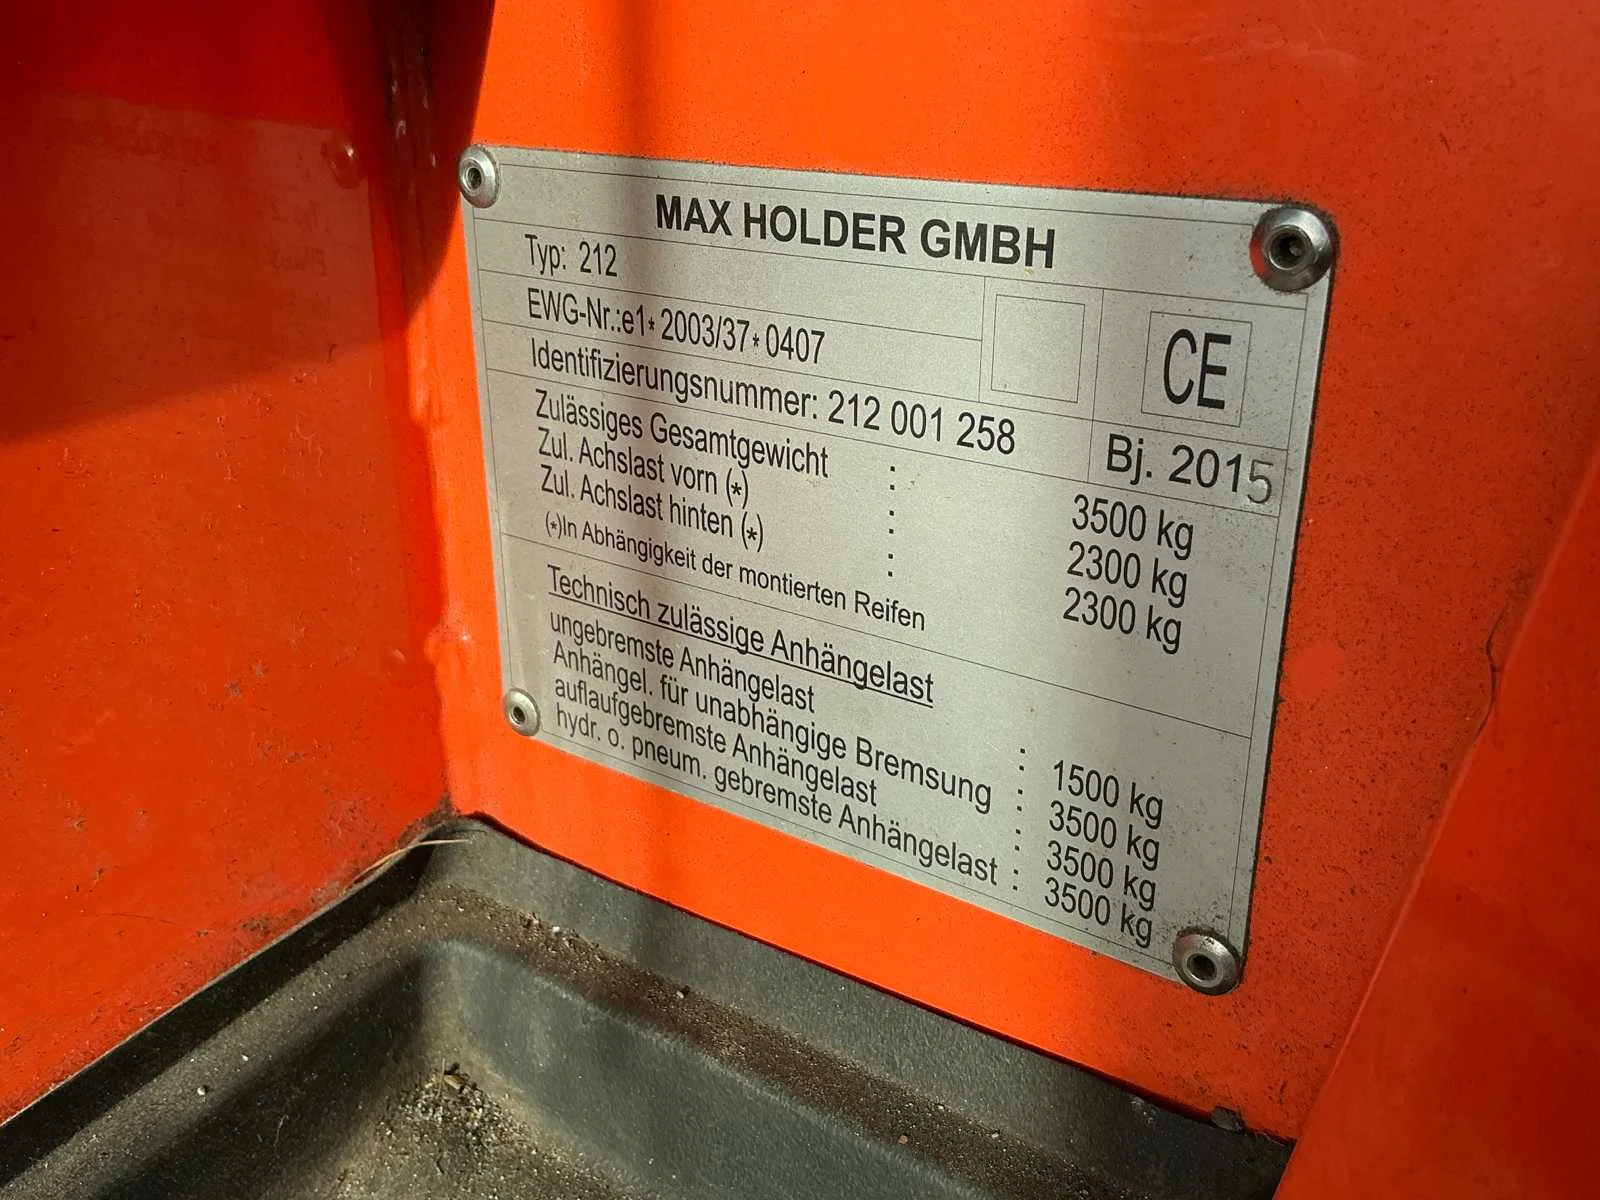 MAX HOLDER GMBH
Typ: 212
EWG-Nr.:e1*2003/37*0407
CE
Identifizierungsnummer: 212 001 258
Bj. 2015
Zulässiges Gesamtgewicht : 3500 kg
Zul. Achslast vorn (*) : 2300 kg
Zul. Achslast hinten (*) : 2300 kg
(*)In Abhängigkeit der montierten Reifen
Technisch zulässige Anhängelast
ungebremste Anhängelast : 1500 kg
Anhängel. für unabhängige Bremsung : 3500 kg
auflaufgebremste Anhängelast : 3500 kg
hydr. o. pneum. gebremste Anhängelast : 3500 kg